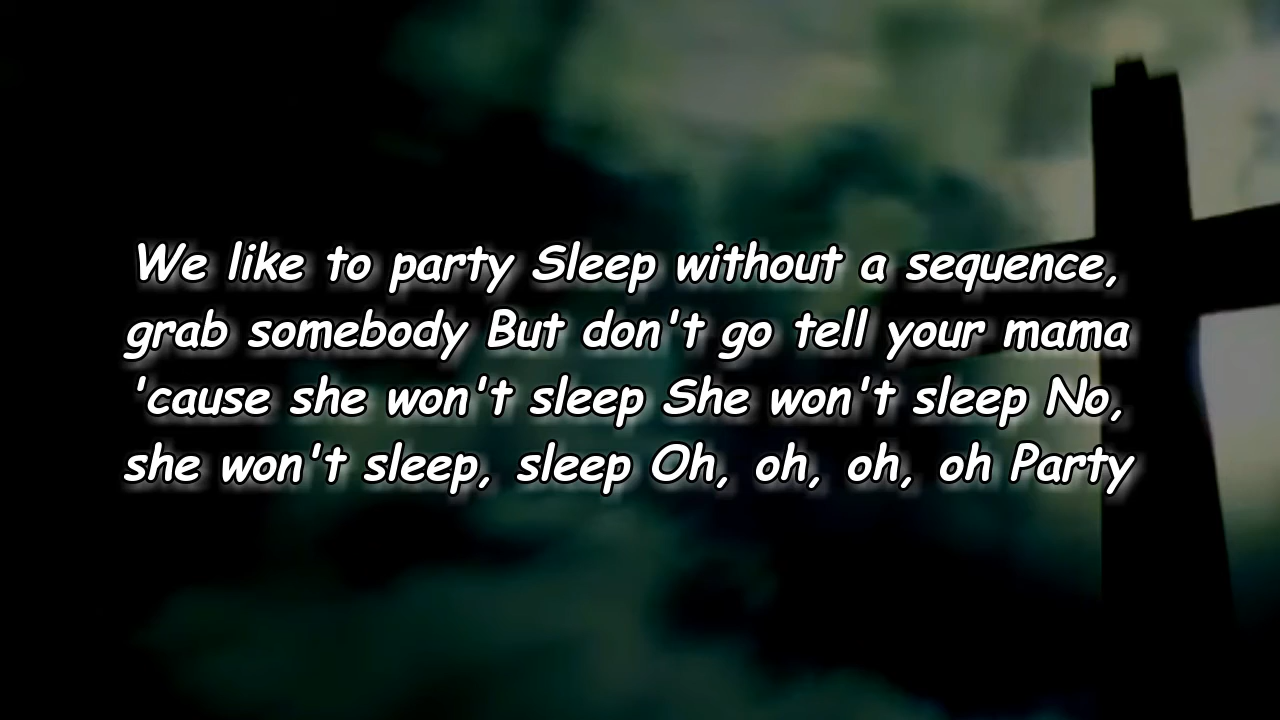 We like to party Sleep without a sequence,
grab somebody But don't go tell your mama
'cause she won't sleep She won't sleep No,
she won't sleep, sleep Oh, oh, oh, oh Party